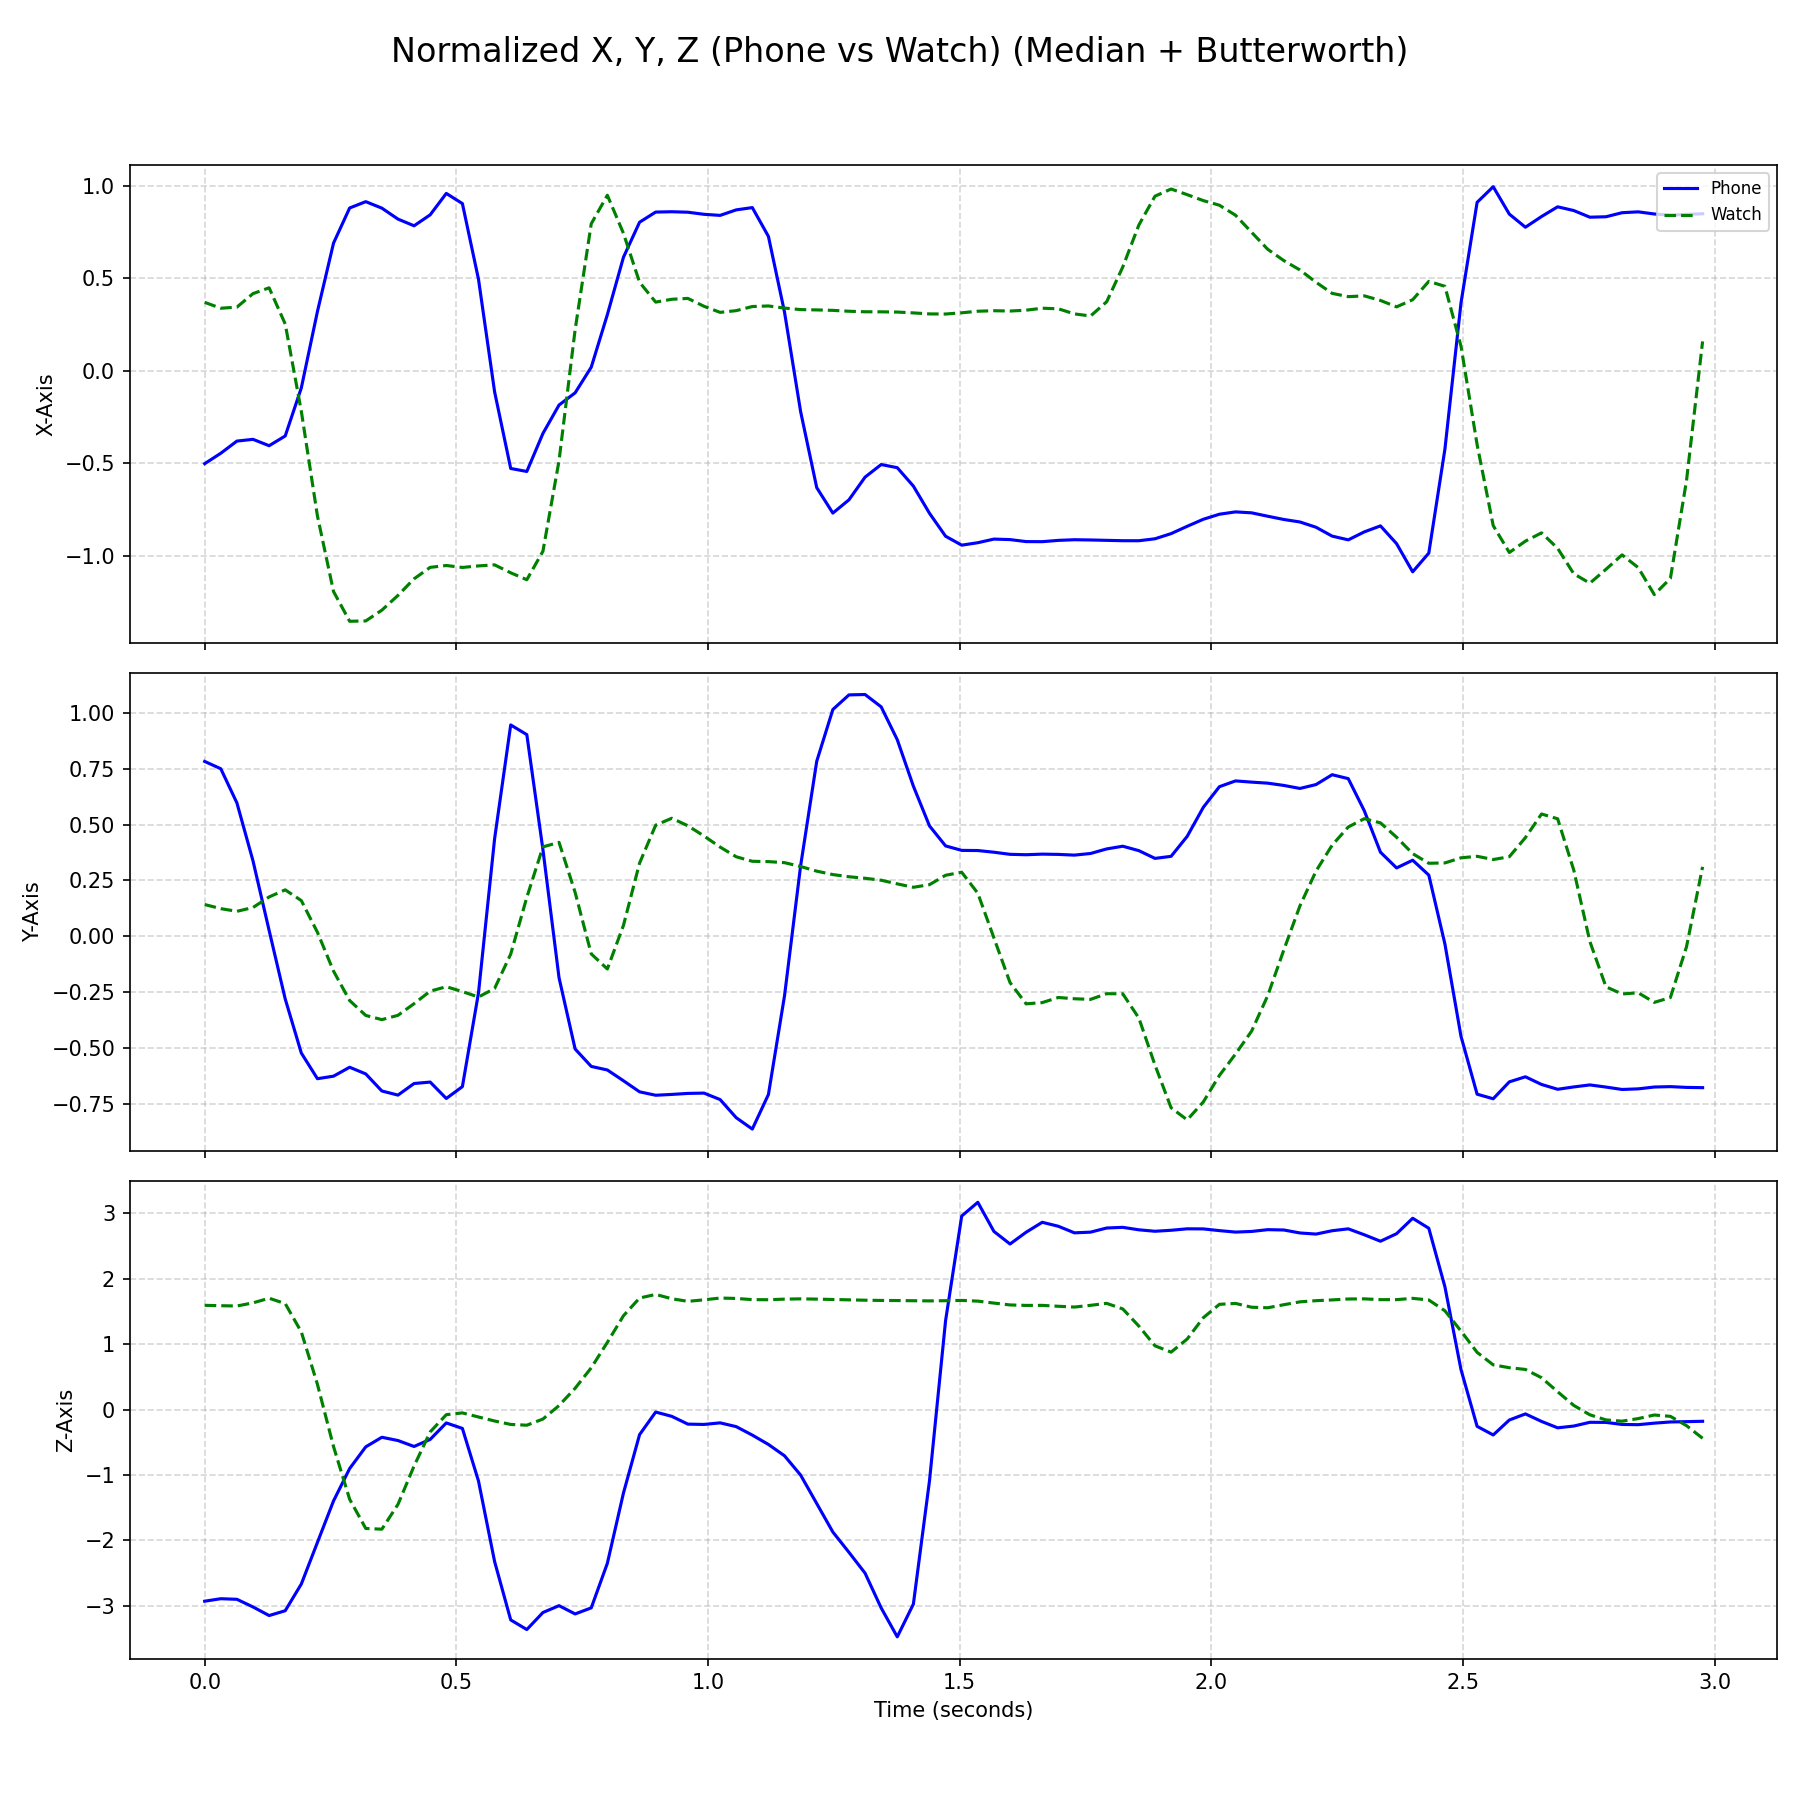 Normalized X, Y, Z (Phone vs Watch) (Median + Butterworth)
Phone
Watch
X-Axis
1.0
0.5
0.0
−0.5
−1.0
Y-Axis
1.00
0.75
0.50
0.25
0.00
−0.25
−0.50
−0.75
Z-Axis
3
2
1
0
−1
−2
−3
0.0 0.5 1.0 1.5 2.0 2.5 3.0
Time (seconds)